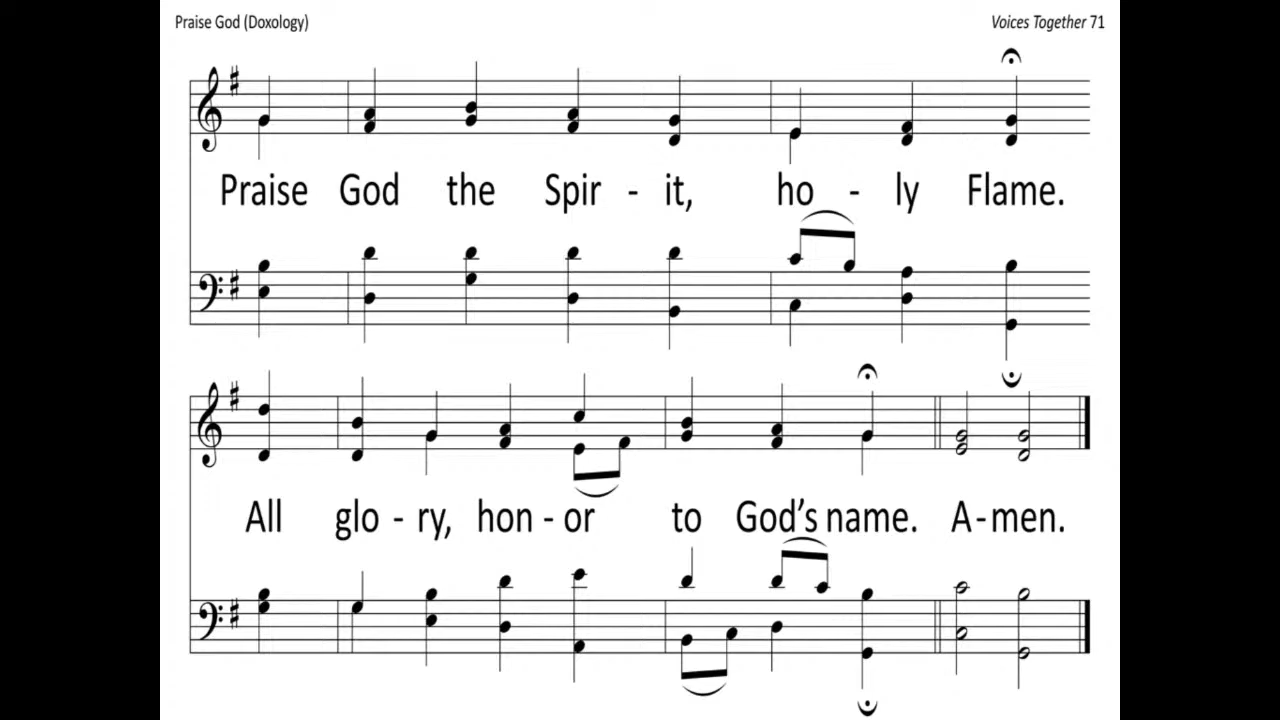 Praise God (Doxology) Voices Together 71
Praise God the Spir - it, ho - ly Flame.
All glo - ry, hon - or to God's name. A-men.